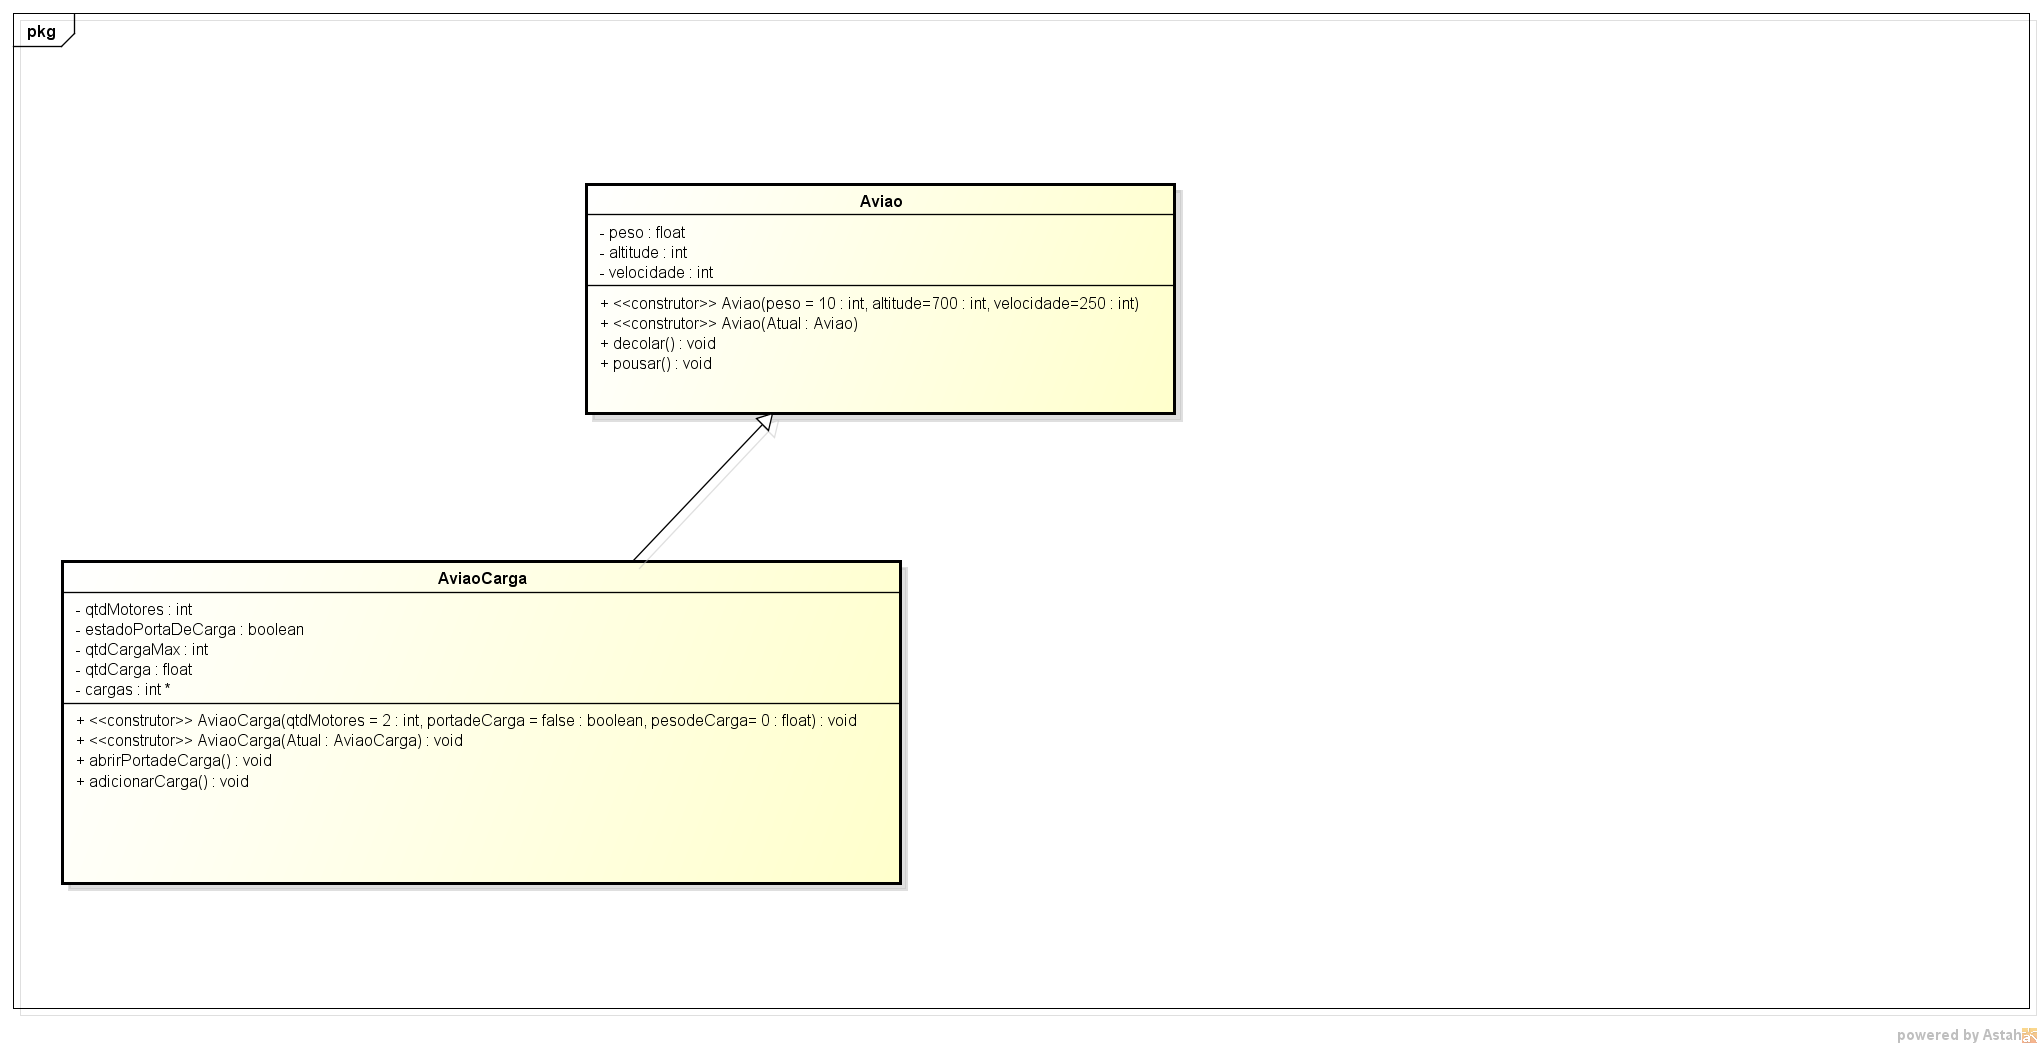 pkg
Aviao
- peso : float
- altitude : int
- velocidade : int
+ <<construtor>> Aviao(peso = 10 : int, altitude=700 : int, velocidade=250 : int)
+ <<construtor>> Aviao(Atual : Aviao)
+ decolar() : void
+ pousar() : void
AviaoCarga
- qtdMotores : int
- estadoPortaDeCarga : boolean
- qtdCargaMax : int
- qtdCarga : float
- cargas : int *
+ <<construtor>> AviaoCarga(qtdMotores = 2 : int, portadeCarga = false : boolean, pesodeCarga= 0 : float) : void
+ <<construtor>> AviaoCarga(Atual : AviaoCarga) : void
+ abrirPortadeCarga() : void
+ adicionarCarga() : void
powered by Astah